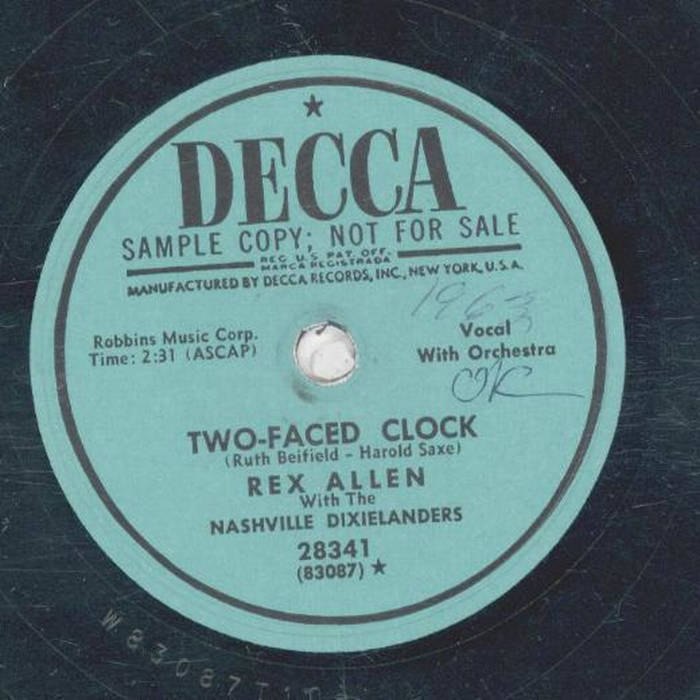 DECCA
SAMPLE COPY; NOT FOR SALE
REG. U.S. PAT. OFF.
MARCA REGISTRADA
MANUFACTURED BY DECCA RECORDS, INC., NEW YORK, U.S.A.
Robbins Music Corp.
Time: 2:31 (ASCAP)
Vocal
With Orchestra
OK
TWO-FACED CLOCK
(Ruth Beifield - Harold Saxe)
REX ALLEN
With The
NASHVILLE DIXIELANDERS
28341
(83087)